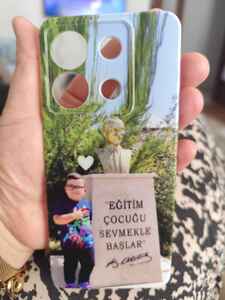 "EĞİTİM
ÇOCUĞU
SEVMEKLE
BAŞLAR"